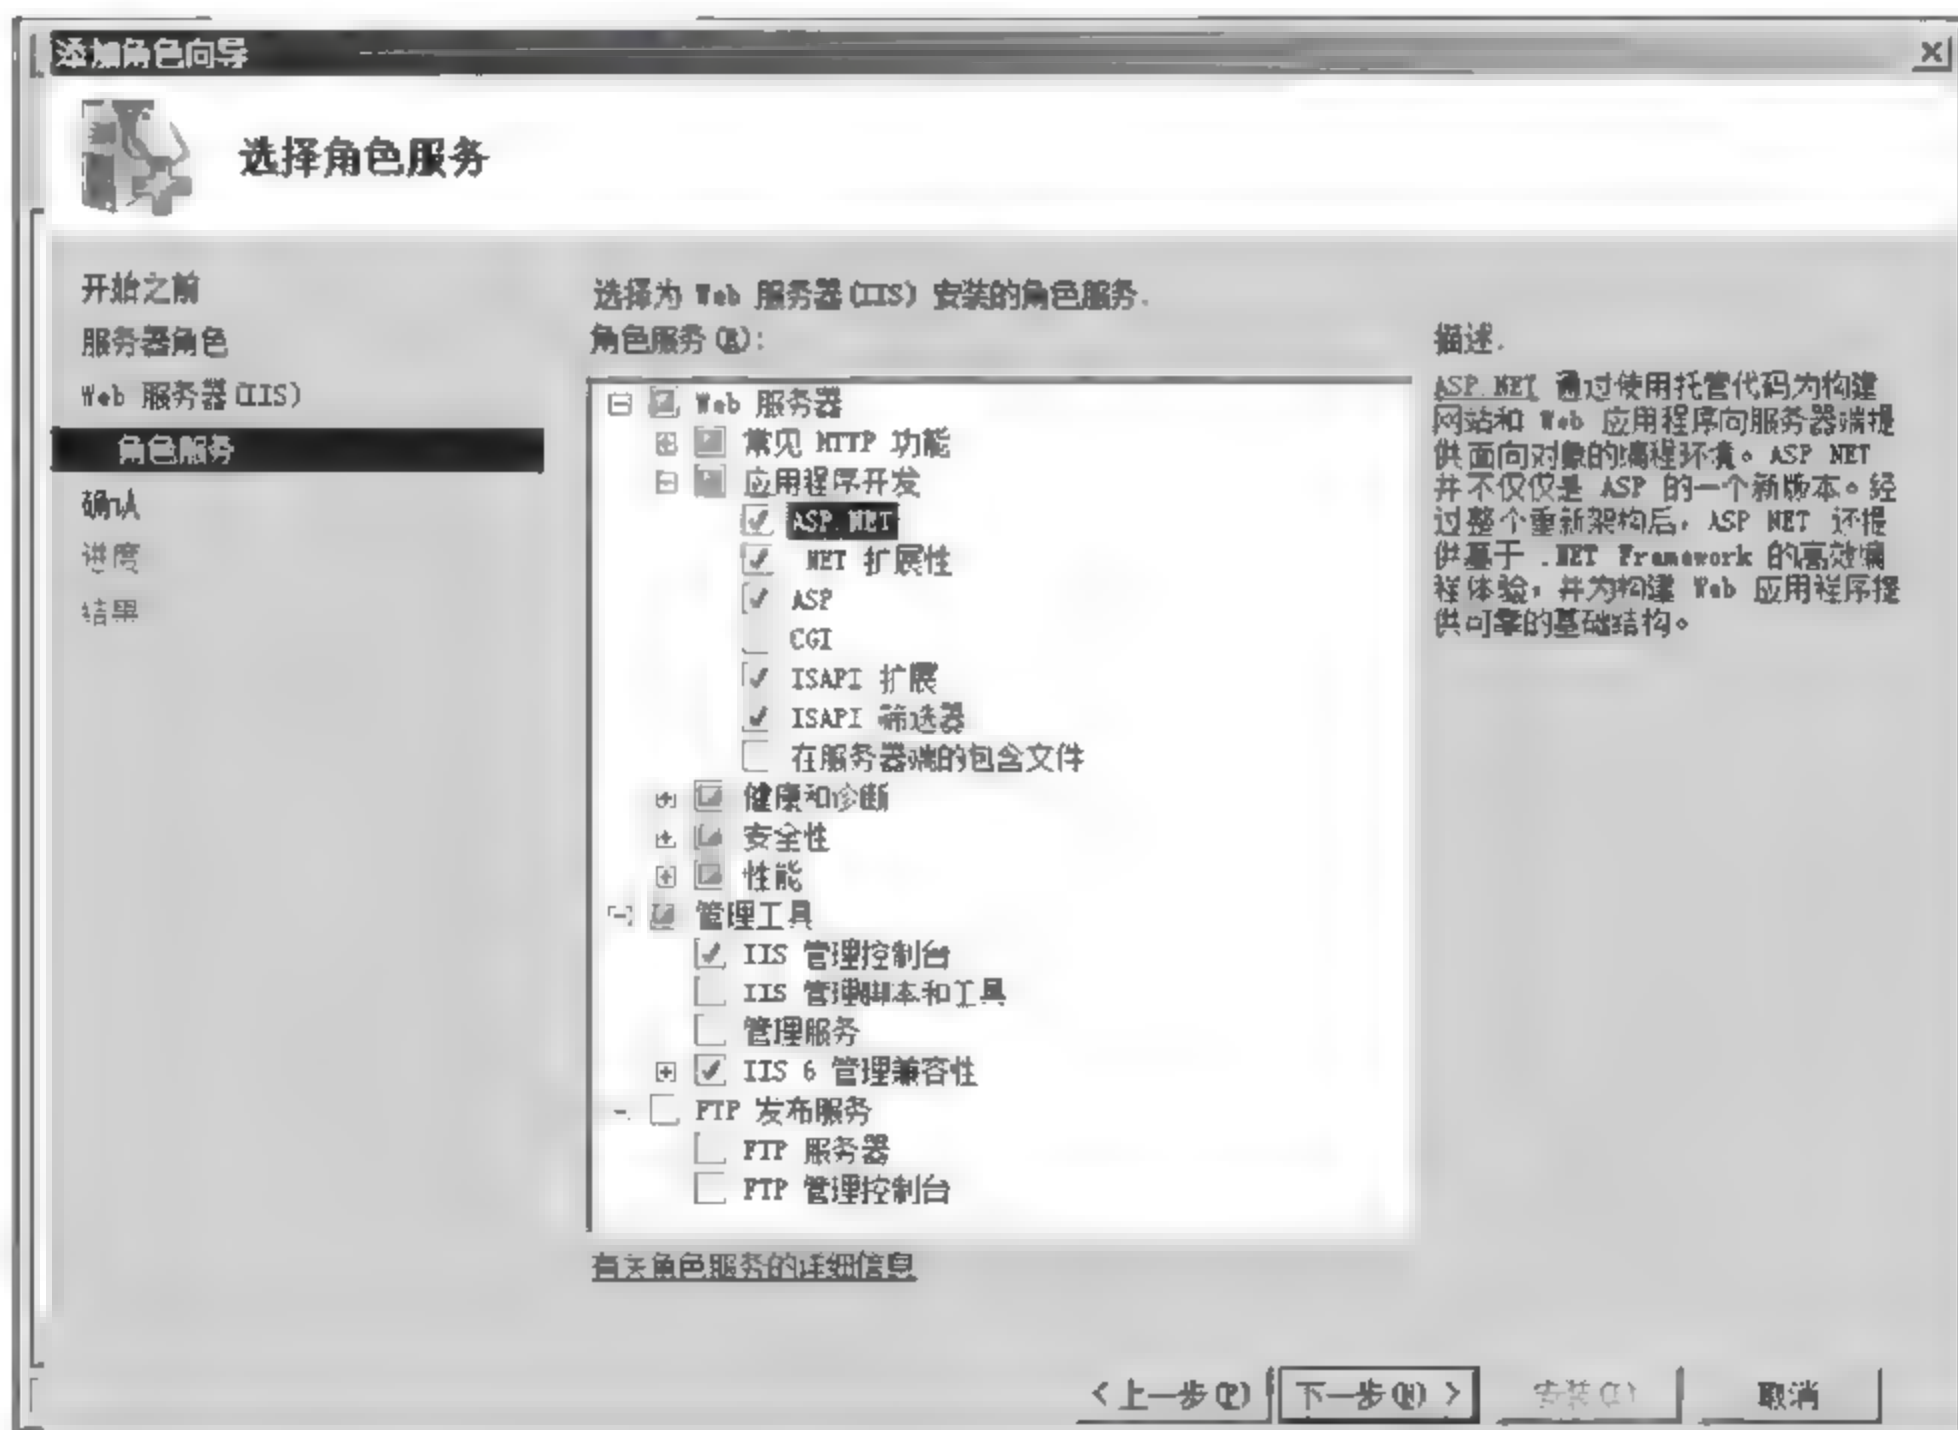 添加角色向导
选择角色服务
开始之前
服务器角色
Web 服务器(IIS)
角色服务
确认
进度
结果
选择为 Web 服务器(IIS) 安装的角色服务.
角色服务(R):
Web 服务器
常见 HTTP 功能
应用程序开发
ASP.NET
.NET 扩展性
ASP
CGI
ISAPI 扩展
ISAPI 筛选器
在服务器端的包含文件
健康和诊断
安全性
性能
管理工具
IIS 管理控制台
IIS 管理脚本和工具
管理服务
IIS 6 管理兼容性
FTP 发布服务
FTP 服务器
FTP 管理控制台
有关角色服务的详细信息
描述.
ASP.NET 通过使用托管代码为构建
网站和 Web 应用程序向服务器端提
供面向对象的编程环境。ASP NET
并不仅仅是 ASP 的一个新版本。经
过整个重新架构后，ASP NET 还提
供基于 .NET Framework 的高效编
程体验，并为构建 Web 应用程序提
供可靠的基础结构。
< 上一步(P)
下一步(N) >
安装(I)
取消